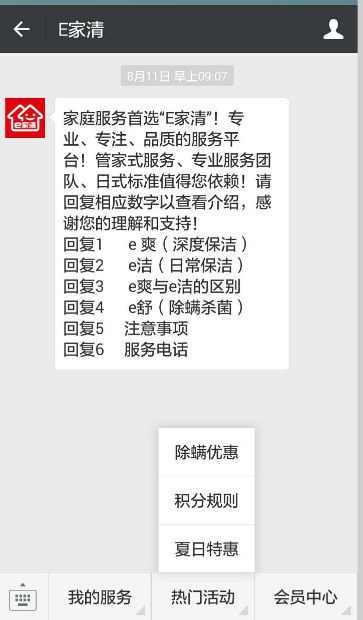 E家清
8月11日 早上09:07
e家清
家庭服务首选“E家清”！专
业、专注、品质的服务平
台！管家式服务、专业服务团
队、日式标准值得您依赖！请
回复相应数字以查看介绍，感
谢您的理解和支持！
回复1 e 爽（深度保洁）
回复2 e洁（日常保洁）
回复3 e爽与e洁的区别
回复4 e舒（除螨杀菌）
回复5 注意事项
回复6 服务电话
除螨优惠
积分规则
夏日特惠
我的服务 热门活动 会员中心